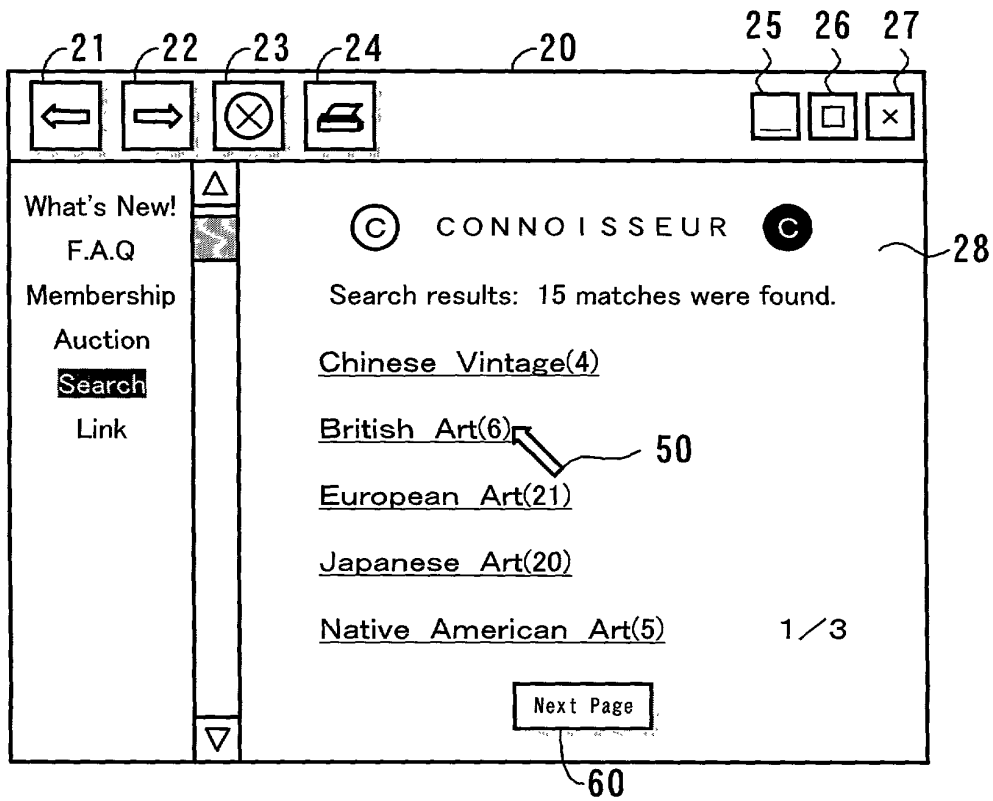 21 22 23 24 20 25 26 27
What's New!
F.A.Q
Membership
Auction
Search
Link
C CONNOISSEUR C
28
Search results: 15 matches were found.
Chinese Vintage(4)
British Art(6)
50
European Art(21)
Japanese Art(20)
Native American Art(5) 1/3
Next Page
60